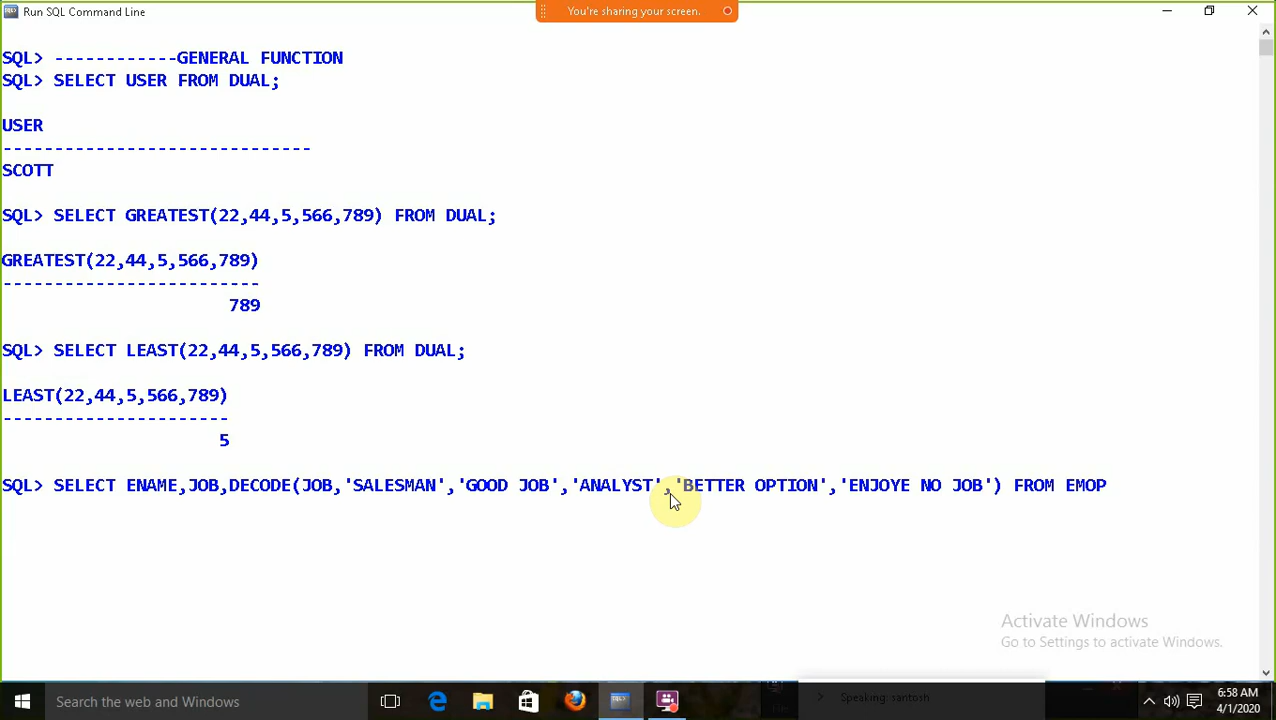 Run SQL Command Line
You're sharing your screen.
SQL> ------------GENERAL FUNCTION
SQL> SELECT USER FROM DUAL;
USER
------------------------------
SCOTT
SQL> SELECT GREATEST(22,44,5,566,789) FROM DUAL;
GREATEST(22,44,5,566,789)
-------------------------
789
SQL> SELECT LEAST(22,44,5,566,789) FROM DUAL;
LEAST(22,44,5,566,789)
----------------------
5
SQL> SELECT ENAME,JOB,DECODE(JOB,'SALESMAN','GOOD JOB','ANALYST','BETTER OPTION','ENJOYE NO JOB') FROM EMOP
Activate Windows
Go to Settings to activate Windows.
Search the web and Windows
Speaking: santosh
6:58 AM
4/1/2020